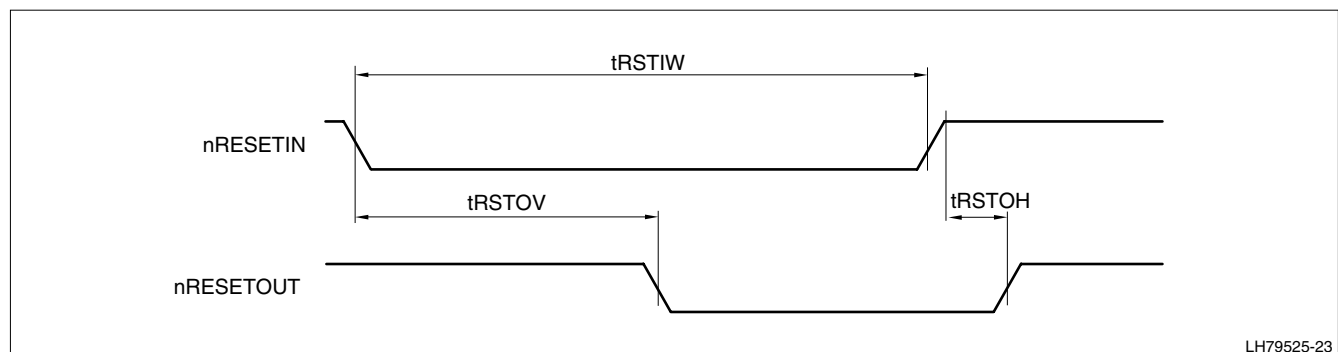 tRSTIW
nRESETIN
tRSTOV
tRSTOH
nRESETOUT
LH79525-23